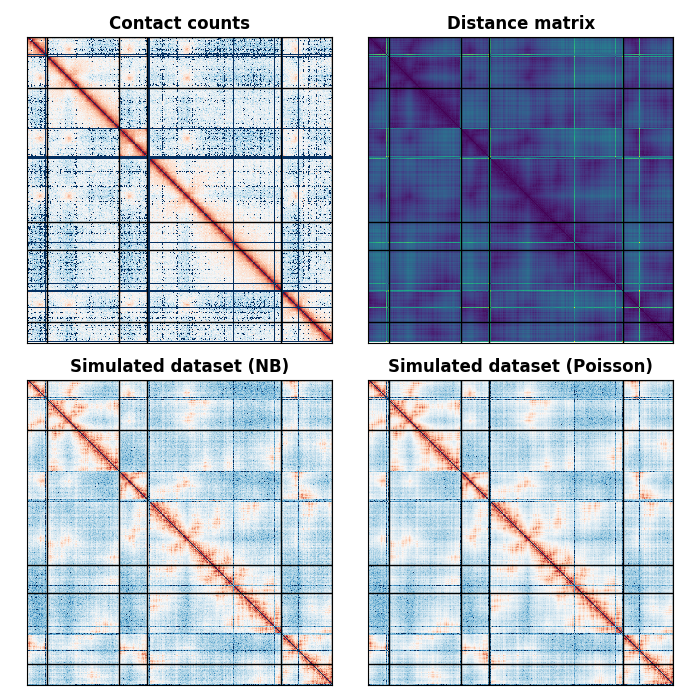 Contact counts
Distance matrix
Simulated dataset (NB)
Simulated dataset (Poisson)